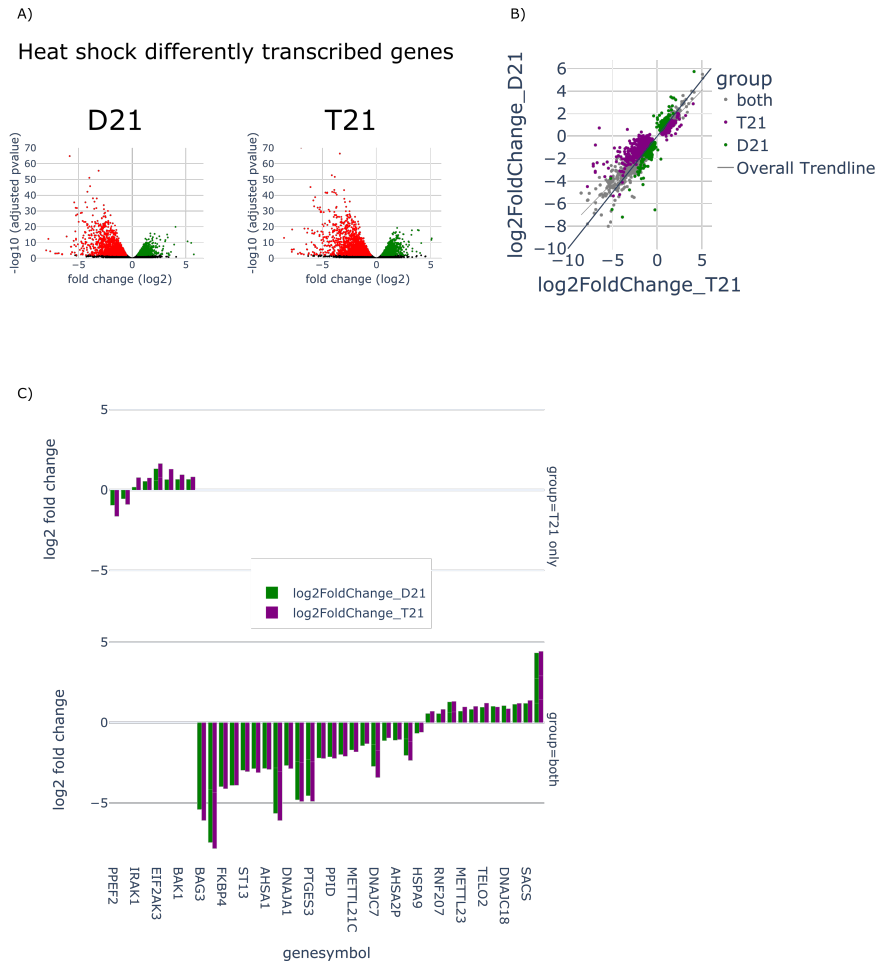 A)
Heat shock differently transcribed genes
D21
T21
-log10 (adjusted pvalue)
70
60
50
40
30
20
10
0
−5
0
5
fold change (log2)
-log10 (adjusted pvalue)
70
60
50
40
30
20
10
0
−5
0
5
fold change (log2)
B)
log2FoldChange_D21
6
4
2
0
−2
−4
−6
−8
−10
−10
−5
0
5
log2FoldChange_T21
group
both
T21
D21
Overall Trendline
C)
log2 fold change
5
0
−5
group=T21 only
log2FoldChange_D21
log2FoldChange_T21
log2 fold change
5
0
−5
group=both
PPEF2
IRAK1
EIF2AK3
BAK1
BAG3
FKBP4
ST13
AHSA1
DNAJA1
PTGES3
PPID
METTL21C
DNAJC7
AHSA2P
HSPA9
RNF207
METTL23
TELO2
DNAJC18
SACS
genesymbol